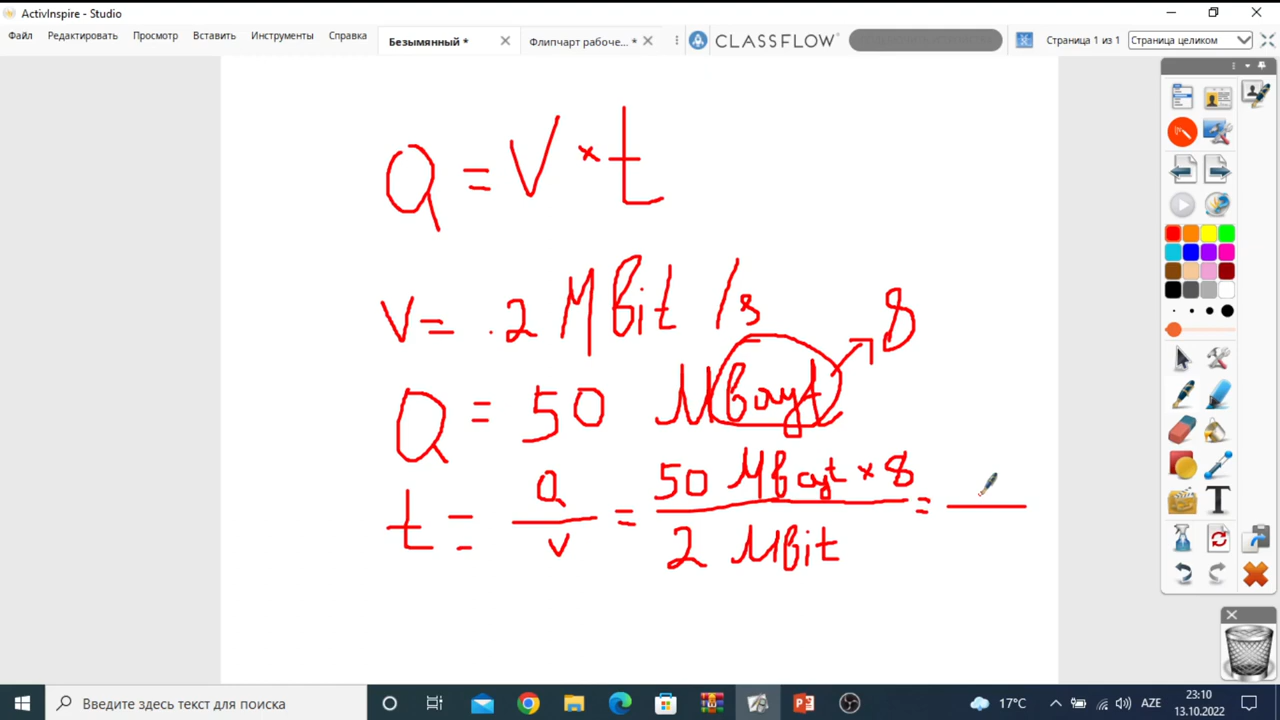 ActivInspire - Studio
Файл Редактировать Просмотр Вставить Инструменты Справка Безымянный * Флипчарт рабоче... * CLASSFLOW Страница 1 из 1 Страница целиком
Q = V × t
V = .2 Mbit /s
8
Q = 50 Mbayt
t = Q/v = 50 Mbayt × 8 / 2 Mbit =
Введите здесь текст для поиска
17°C AZE 23:10
13.10.2022